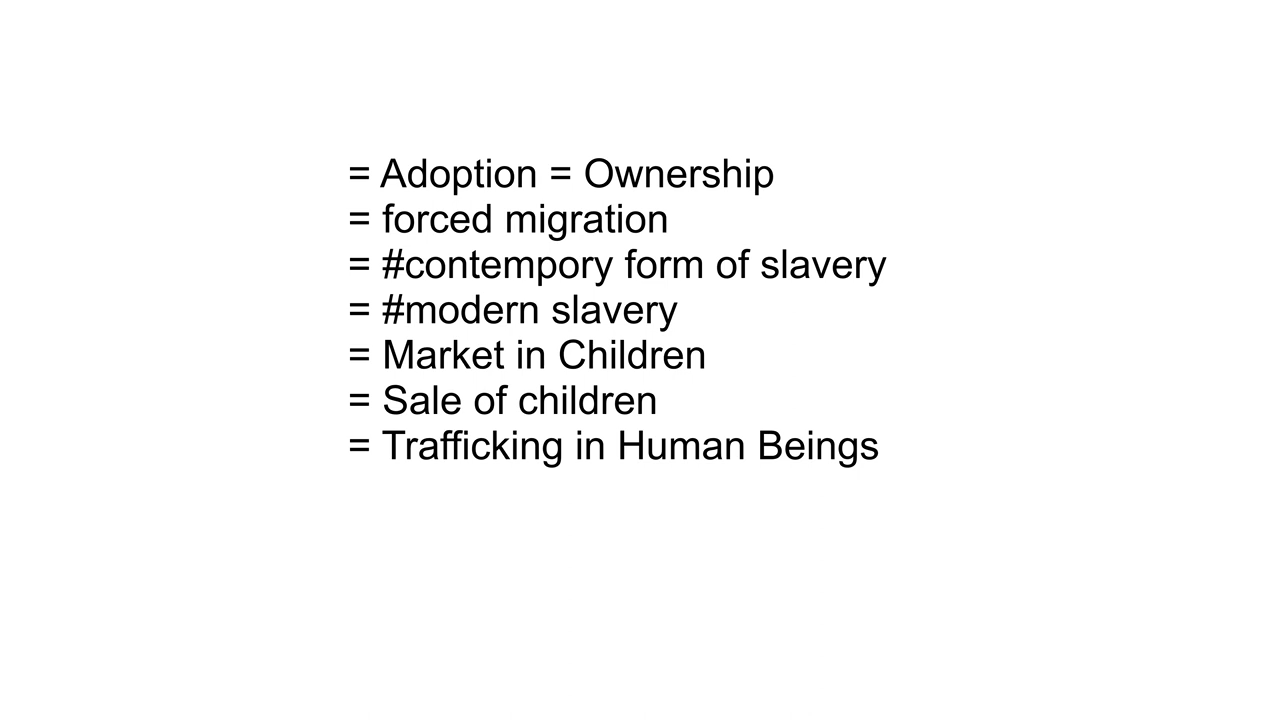 = Adoption = Ownership
= forced migration
= #contempory form of slavery
= #modern slavery
= Market in Children
= Sale of children
= Trafficking in Human Beings